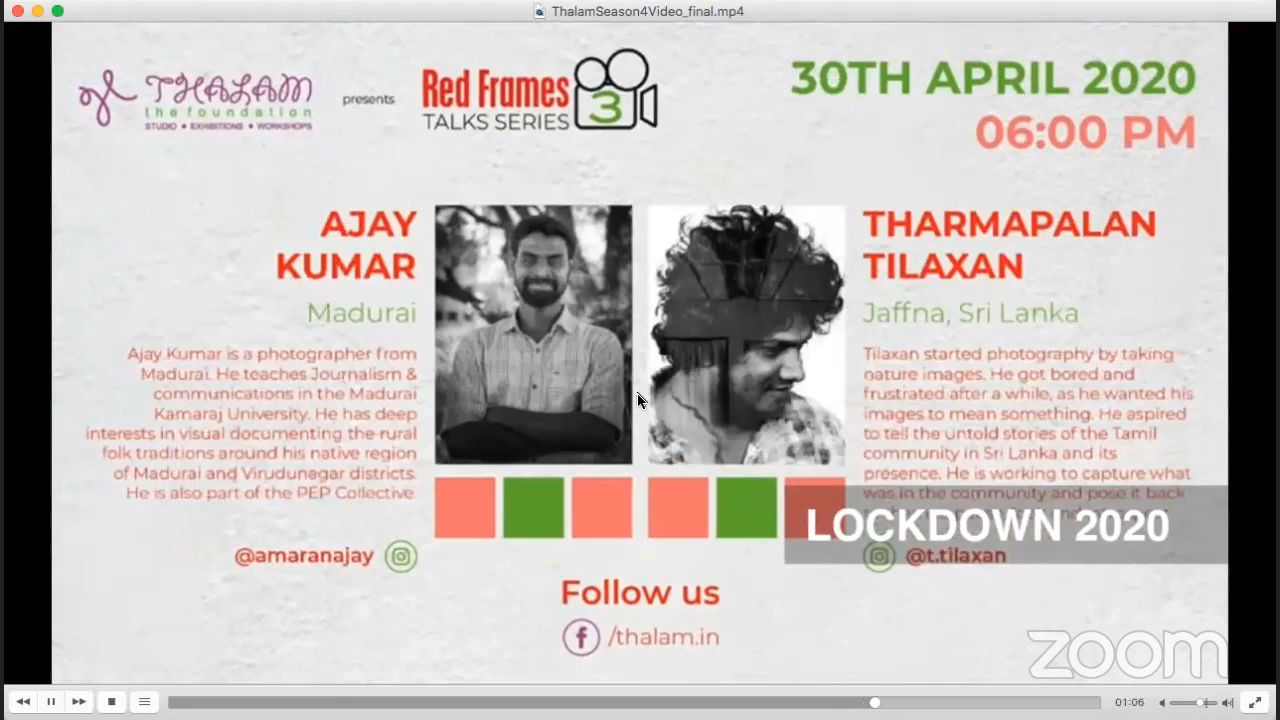 ThalamSeason4Video_final.mp4
THALAM
the foundation
STUDIO • EXHIBITIONS • WORKSHOPS
presents
Red Frames
TALKS SERIES
3
30TH APRIL 2020
06:00 PM
AJAY
KUMAR
Madurai
Ajay Kumar is a photographer from
Madurai. He teaches Journalism &
communications in the Madurai
Kamaraj University. He has deep
interests in visual documenting the rural
folk traditions around his native region
of Madurai and Virudunagar districts.
He is also part of the PEP Collective.
@amaranajay
THARMAPALAN
TILAXAN
Jaffna, Sri Lanka
Tilaxan started photography by taking
nature images. He got bored and
frustrated after a while, as he wanted his
images to mean something. He aspired
to tell the untold stories of the Tamil
community in Sri Lanka and its
presence. He is working to capture what
was in the community and pose it back
LOCKDOWN 2020
@t.tilaxan
Follow us
/thalam.in
zoom
01:06